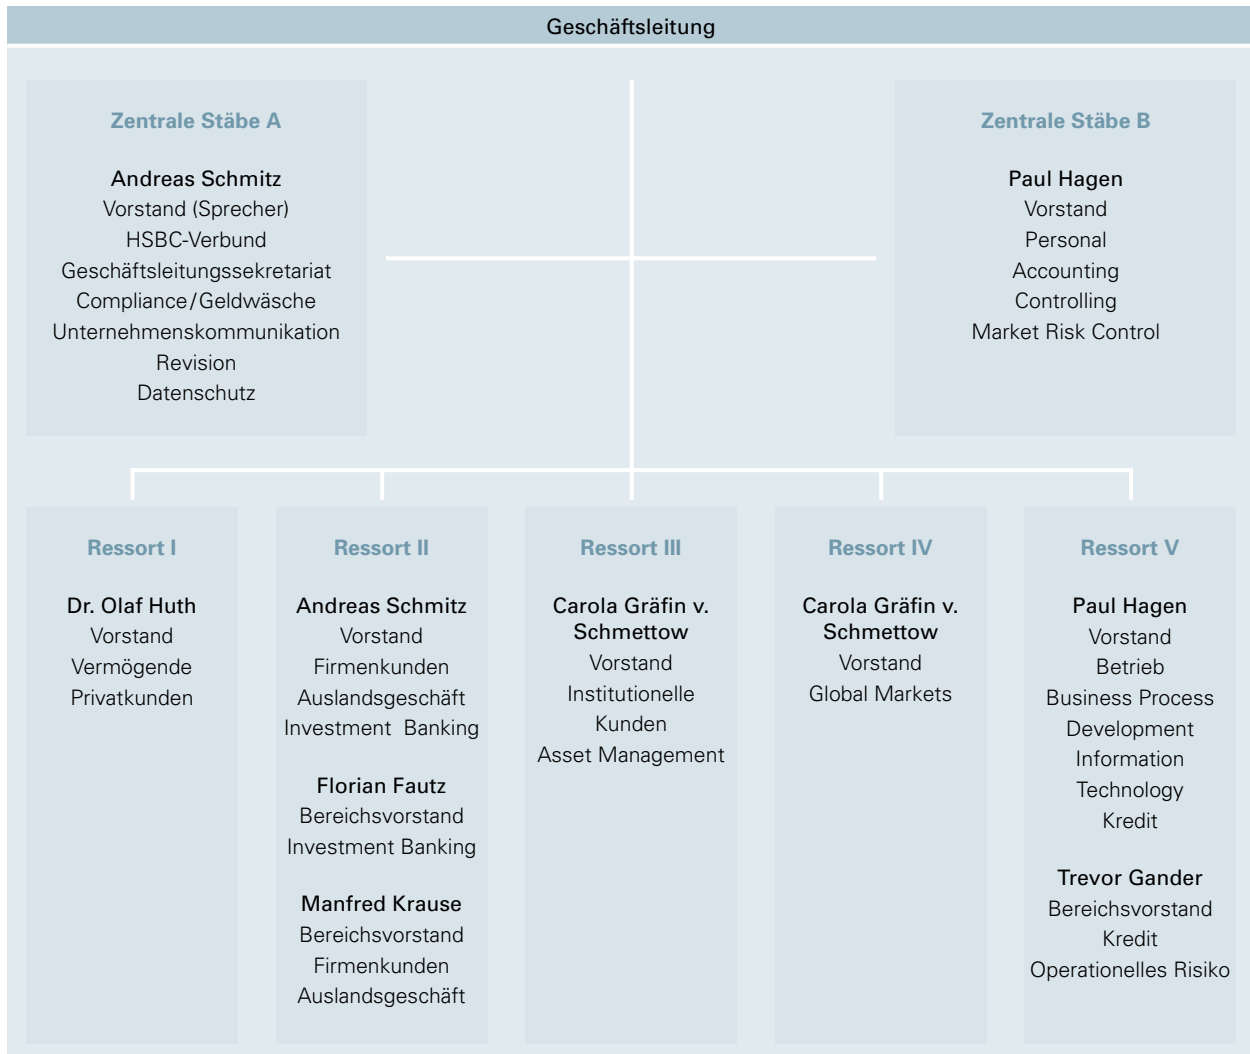 Geschäftsleitung
Zentrale Stäbe A
Andreas Schmitz
Vorstand (Sprecher)
HSBC-Verbund
Geschäftsleitungssekretariat
Compliance/Geldwäsche
Unternehmenskommunikation
Revision
Datenschutz
Zentrale Stäbe B
Paul Hagen
Vorstand
Personal
Accounting
Controlling
Market Risk Control
Ressort I
Dr. Olaf Huth
Vorstand
Vermögende
Privatkunden
Ressort II
Andreas Schmitz
Vorstand
Firmenkunden
Auslandsgeschäft
Investment Banking
Florian Fautz
Bereichsvorstand
Investment Banking
Manfred Krause
Bereichsvorstand
Firmenkunden
Auslandsgeschäft
Ressort III
Carola Gräfin v.
Schmettow
Vorstand
Institutionelle
Kunden
Asset Management
Ressort IV
Carola Gräfin v.
Schmettow
Vorstand
Global Markets
Ressort V
Paul Hagen
Vorstand
Betrieb
Business Process
Development
Information
Technology
Kredit
Trevor Gander
Bereichsvorstand
Kredit
Operationelles Risiko